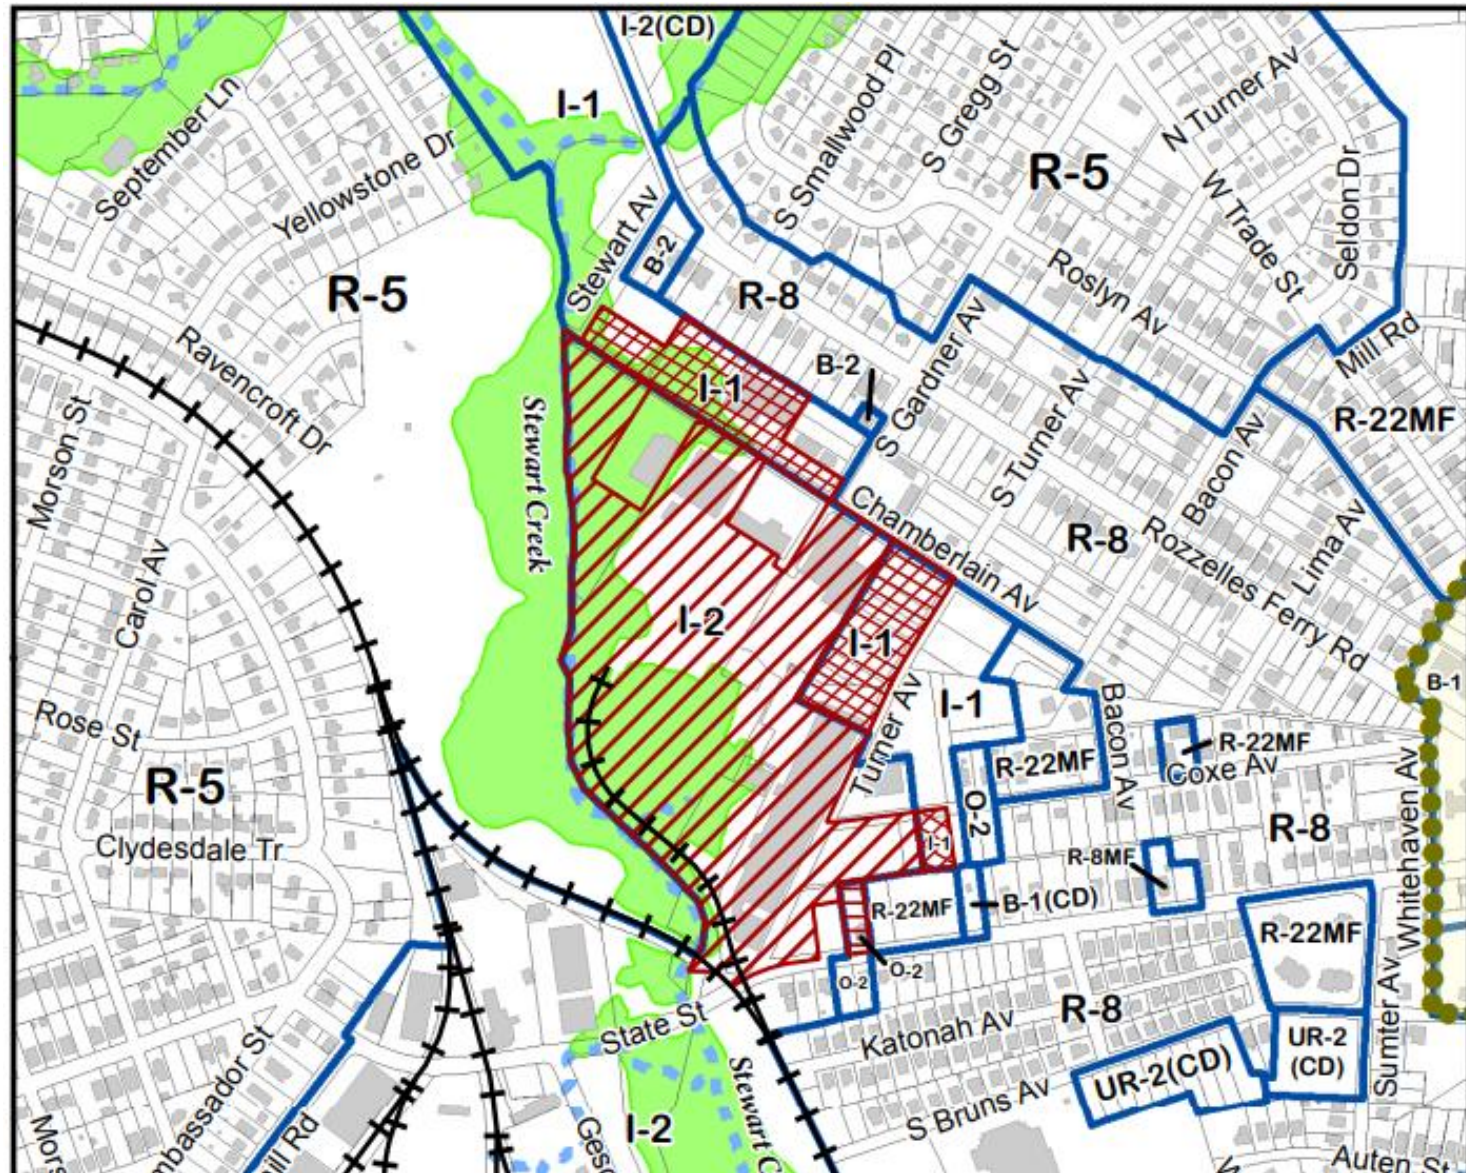 I-2(CD)
I-1
September Ln
Yellowstone Dr
S Smallwood Pl
S Gregg St
N Turner Av
R-5
W Trade St
Seldon Dr
Stewart Av
B-2
R-5
R-8
Roslyn Av
Mill Rd
Ravencroft Dr
B-2
S Gardner Av
I-1
R-22MF
Morson St
Stewart Creek
S Turner Av
Bacon Av
Chamberlain Av
R-8
Rozzelles Ferry Rd
Lima Av
Carol Av
I-2
I-1
B-1
Rose St
Turner Av
I-1
Bacon Av
R-22MF
R-22MF
Coxe Av
R-5
O-2
Whitehaven Av
Clydesdale Tr
I-1
R-8MF
R-8
R-22MF
B-1(CD)
R-22MF
O-2
O-2
State St
Katonah Av
R-8
Sumter Av
UR-2
(CD)
UR-2(CD)
S Bruns Av
Stewart C
I-2
Mors
mbassador St
ill Rd
Gesc
Auten St